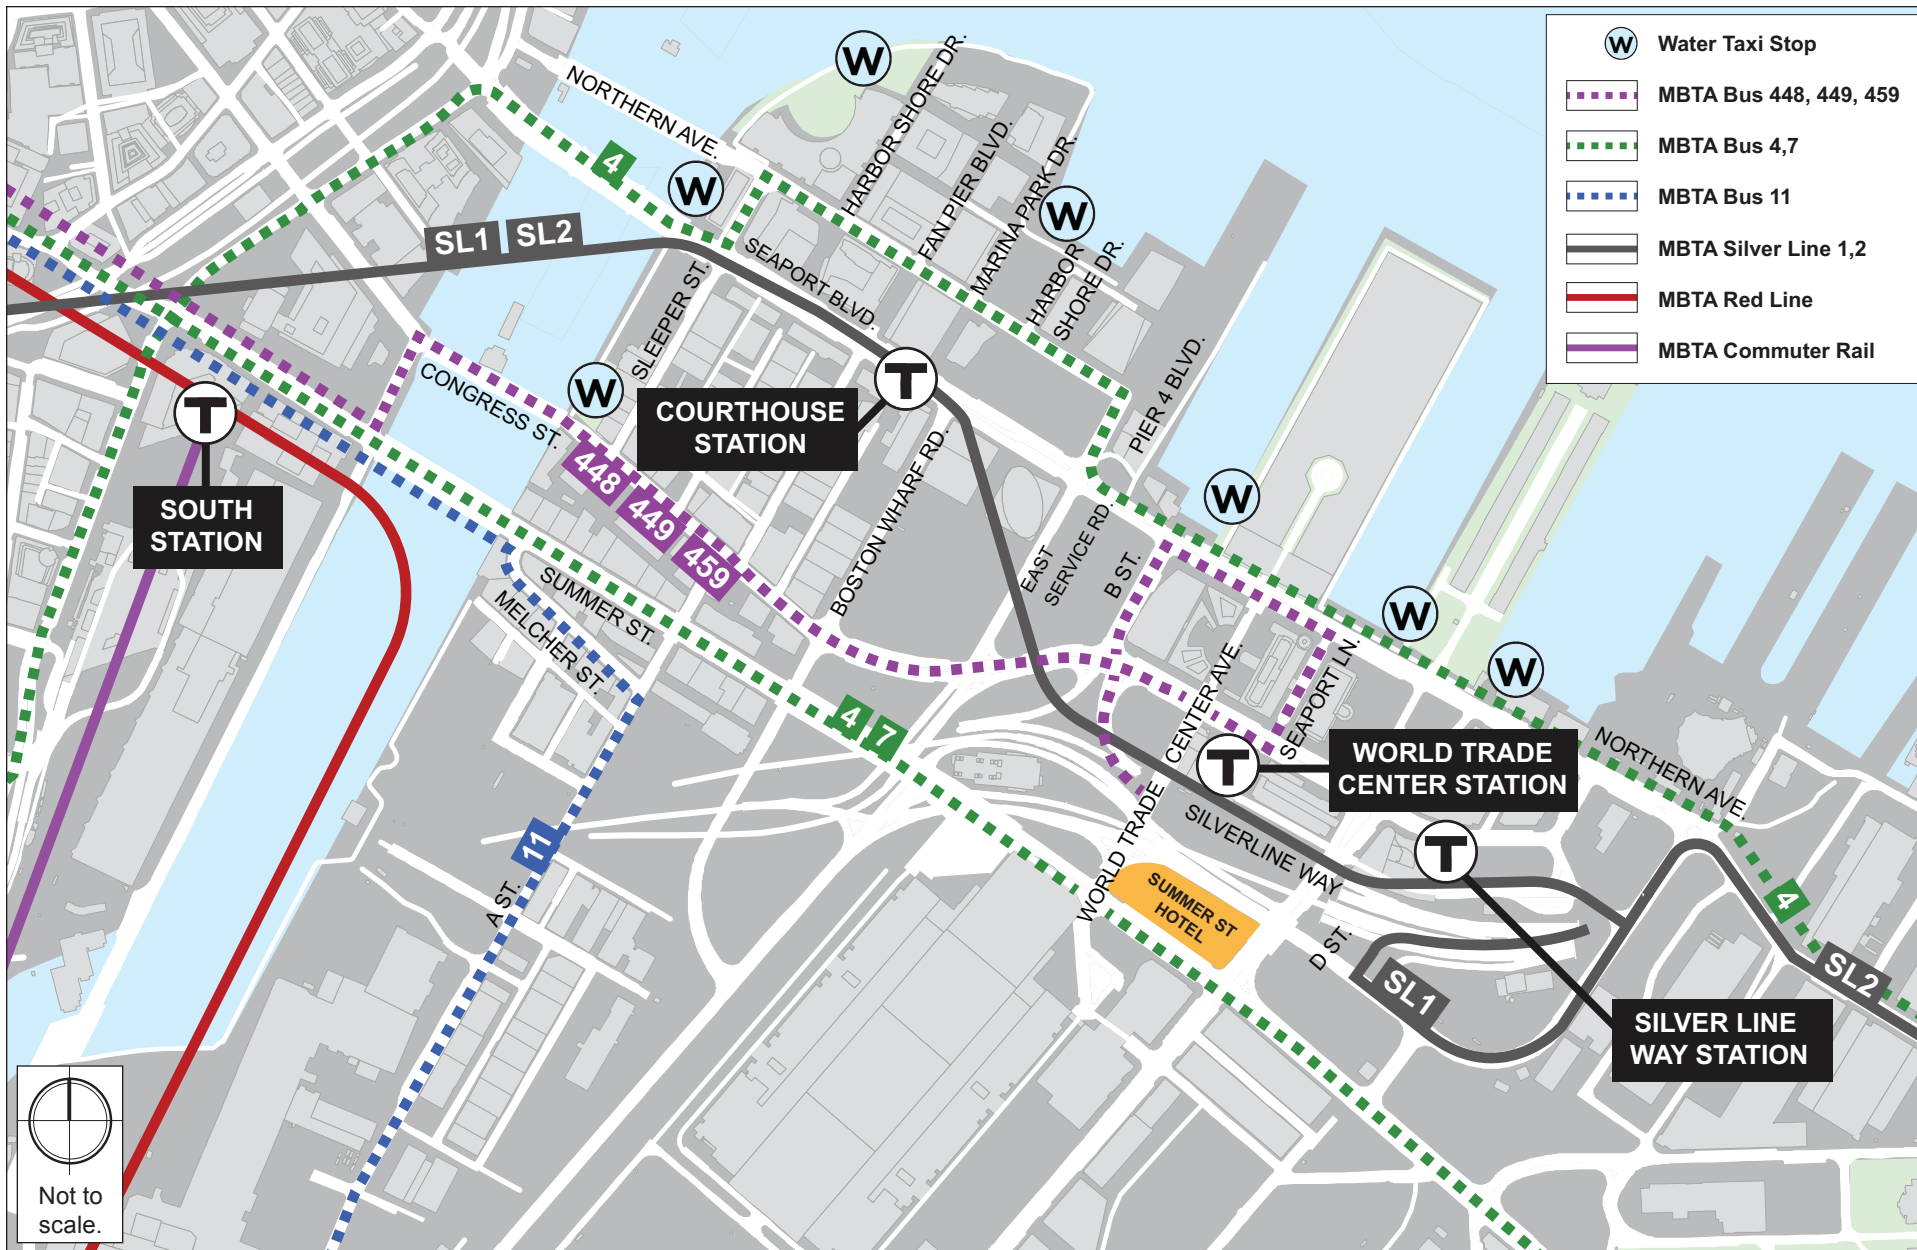 W
Water Taxi Stop
MBTA Bus 448, 449, 459
MBTA Bus 4,7
MBTA Bus 11
MBTA Silver Line 1,2
MBTA Red Line
MBTA Commuter Rail
W
HARBOR SHORE DR.
NORTHERN AVE.
4
W
FAN PIER BLVD.
MARINA PARK DR.
W
HARBOR
SHORE DR.
SL1
SL2
SEAPORT BLVD.
SLEEPER ST.
T
COURTHOUSE
STATION
W
CONGRESS ST.
PIER 4 BLVD.
T
SOUTH
STATION
448
449
459
BOSTON WHARF RD.
W
EAST
SERVICE RD.
B ST.
W
W
SUMMER ST.
MELCHER ST.
4
7
CENTER AVE.
WORLD TRADE
SEAPORT LN.
T
WORLD TRADE
CENTER STATION
NORTHERN AVE.
SILVERLINE WAY
T
11
A ST.
SUMMER ST
HOTEL
D ST.
4
SL1
SL2
SILVER LINE
WAY STATION
Not to
scale.